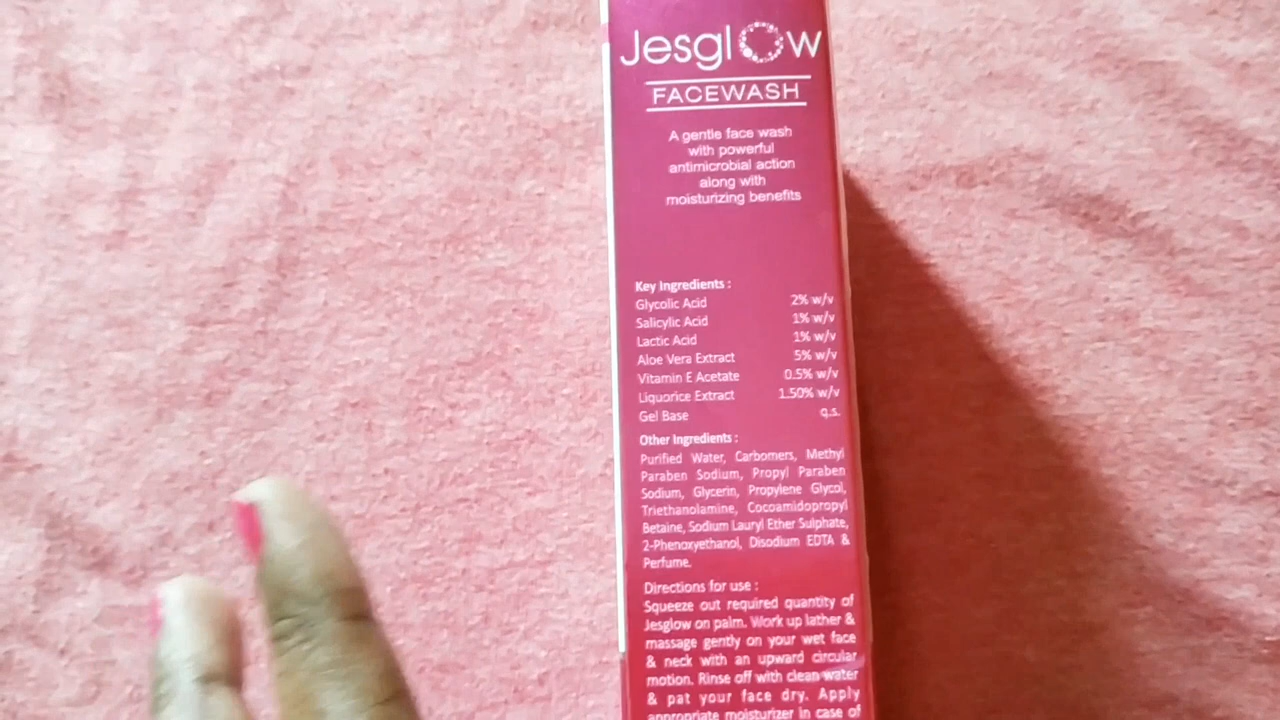 Jesglow
FACEWASH
A gentle face wash
with powerful
antimicrobial action
along with
moisturizing benefits
Key Ingredients :
Glycolic Acid 2% w/v
Salicylic Acid 1% w/v
Lactic Acid 1% w/v
Aloe Vera Extract 5% w/v
Vitamin E Acetate 0.5% w/v
Liquorice Extract 1.50% w/v
Gel Base q.s.
Other Ingredients :
Purified Water, Carbomers, Methyl
Paraben Sodium, Propyl Paraben
Sodium, Glycerin, Propylene Glycol,
Triethanolamine, Cocoamidopropyl
Betaine, Sodium Lauryl Ether Sulphate,
2-Phenoxyethanol, Disodium EDTA &
Perfume.
Directions for use :
Squeeze out required quantity of
Jesglow on palm. Work up lather &
massage gently on your wet face
& neck with an upward circular
motion. Rinse off with clean water
& pat your face dry. Apply
appropriate moisturizer in case of